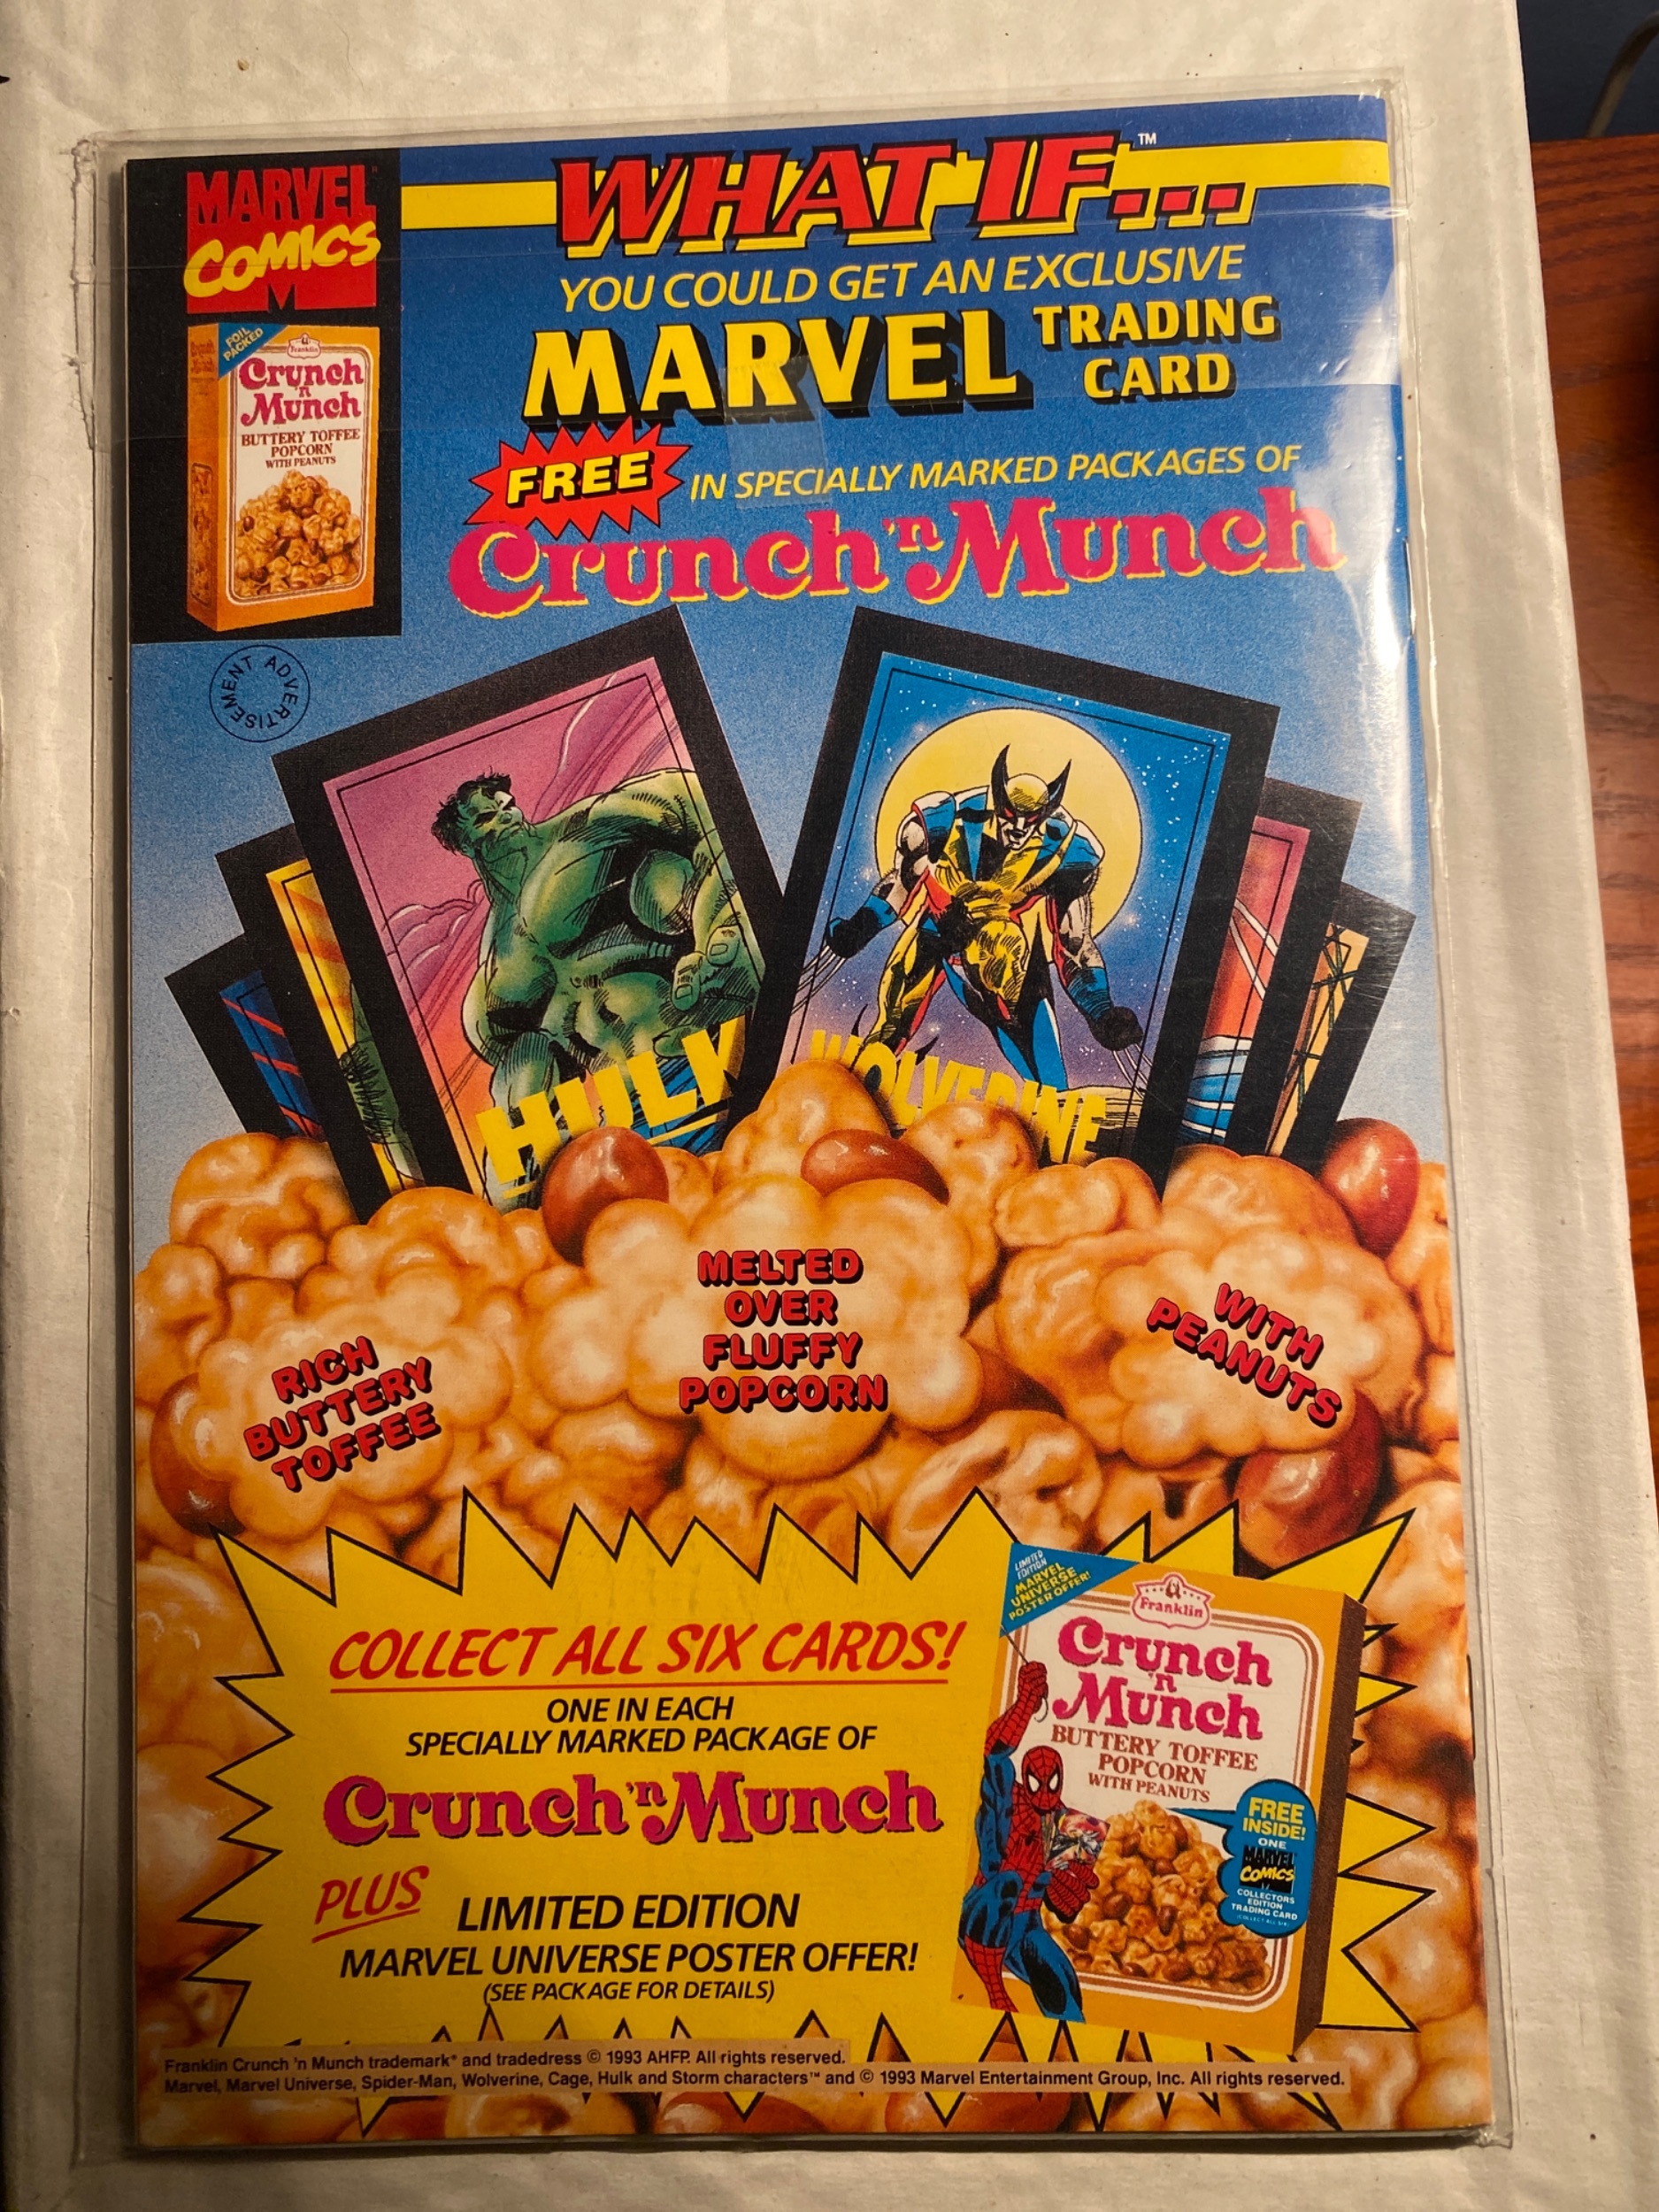 MARVEL
COMICS
M
WHAT IF...™
YOU COULD GET AN EXCLUSIVE
MARVEL TRADING CARD
FREE IN SPECIALLY MARKED PACKAGES OF
Crunch 'n Munch
FOIL
PACKED
Franklin
Crunch
'n
Munch
BUTTERY TOFFEE
POPCORN
WITH PEANUTS
ADVERTISEMENT
HULK
WOLVERINE
RICH
BUTTERY
TOFFEE
MELTED
OVER
FLUFFY
POPCORN
WITH
PEANUTS
COLLECT ALL SIX CARDS!
ONE IN EACH
SPECIALLY MARKED PACKAGE OF
Crunch 'n Munch
PLUS LIMITED EDITION
MARVEL UNIVERSE POSTER OFFER!
(SEE PACKAGE FOR DETAILS)
LIMITED
EDITION
MARVEL
UNIVERSE
POSTER OFFER!
Franklin
Crunch
'n
Munch
BUTTERY TOFFEE
POPCORN
WITH PEANUTS
FREE
INSIDE!
ONE
MARVEL
COMICS
COLLECTORS
EDITION
TRADING CARD
Franklin Crunch 'n Munch trademark® and tradedress © 1993 AHFP. All rights reserved.
Marvel, Marvel Universe, Spider-Man, Wolverine, Cage, Hulk and Storm characters™ and © 1993 Marvel Entertainment Group, Inc. All rights reserved.